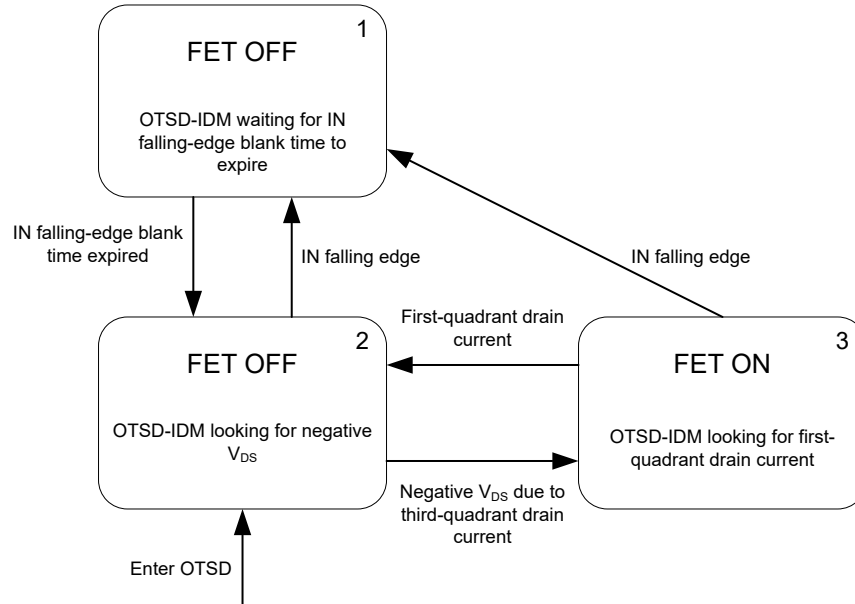 1
FET OFF
OTSD-IDM waiting for IN
falling-edge blank time to
expire
IN falling-edge blank
time expired
IN falling edge
IN falling edge
2
FET OFF
OTSD-IDM looking for negative
VDS
First-quadrant drain
current
Negative VDS due to
third-quadrant drain
current
3
FET ON
OTSD-IDM looking for first-
quadrant drain current
Enter OTSD